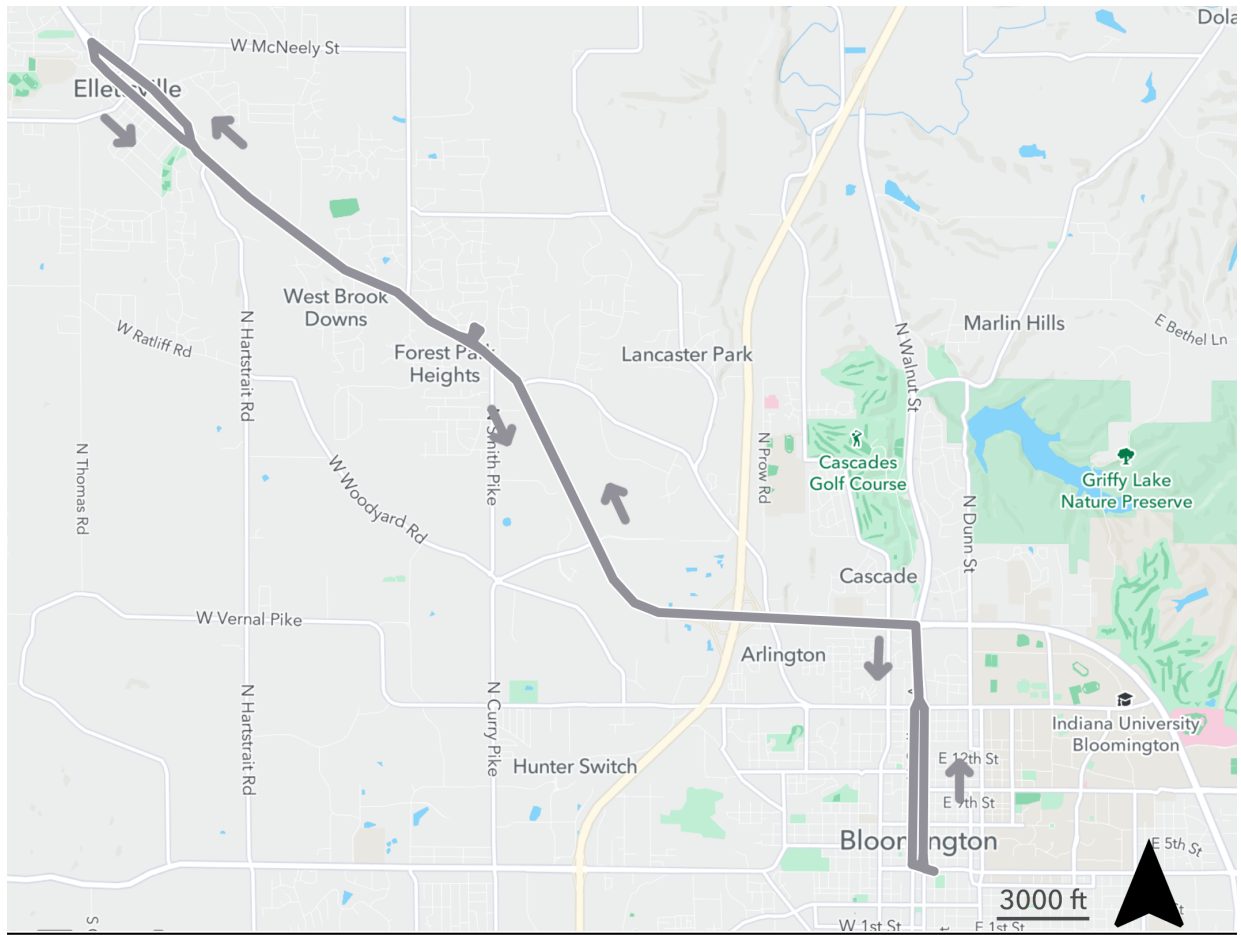 Dola
W McNeely St
Ellettsville
West Brook
Downs
W Ratliff Rd
N Hartstrait Rd
Forest Park
Heights
Lancaster Park
Marlin Hills
E Bethel Ln
N Walnut St
N Thomas Rd
N Smith Pike
W Woodyard Rd
N Prow Rd
Cascades
Golf Course
Griffy Lake
Nature Preserve
N Dunn St
Cascade
W Vernal Pike
Arlington
N Hartstrait Rd
N Curry Pike
Hunter Switch
Indiana University
Bloomington
E 12th St
E 7th St
Bloomington
E 5th St
3000 ft
W 1st St
E 1st St